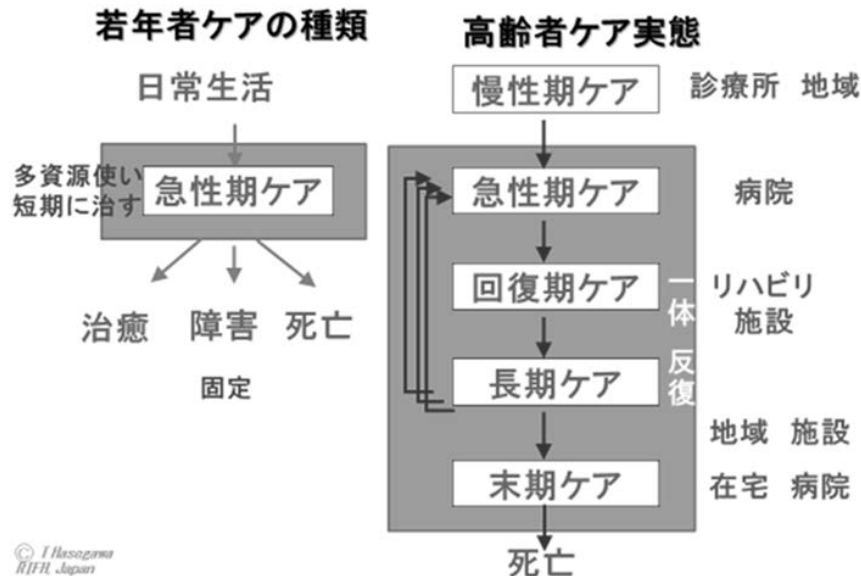 若年者ケアの種類
日常生活
多資源使い
短期に治す
急性期ケア
治癒 障害 死亡
固定
高齢者ケア実態
慢性期ケア 診療所 地域
急性期ケア 病院
回復期ケア
リハビリ
施設
一体 反復
長期ケア
地域 施設
末期ケア 在宅 病院
死亡
© T Hasegawa
RIFH, Japan